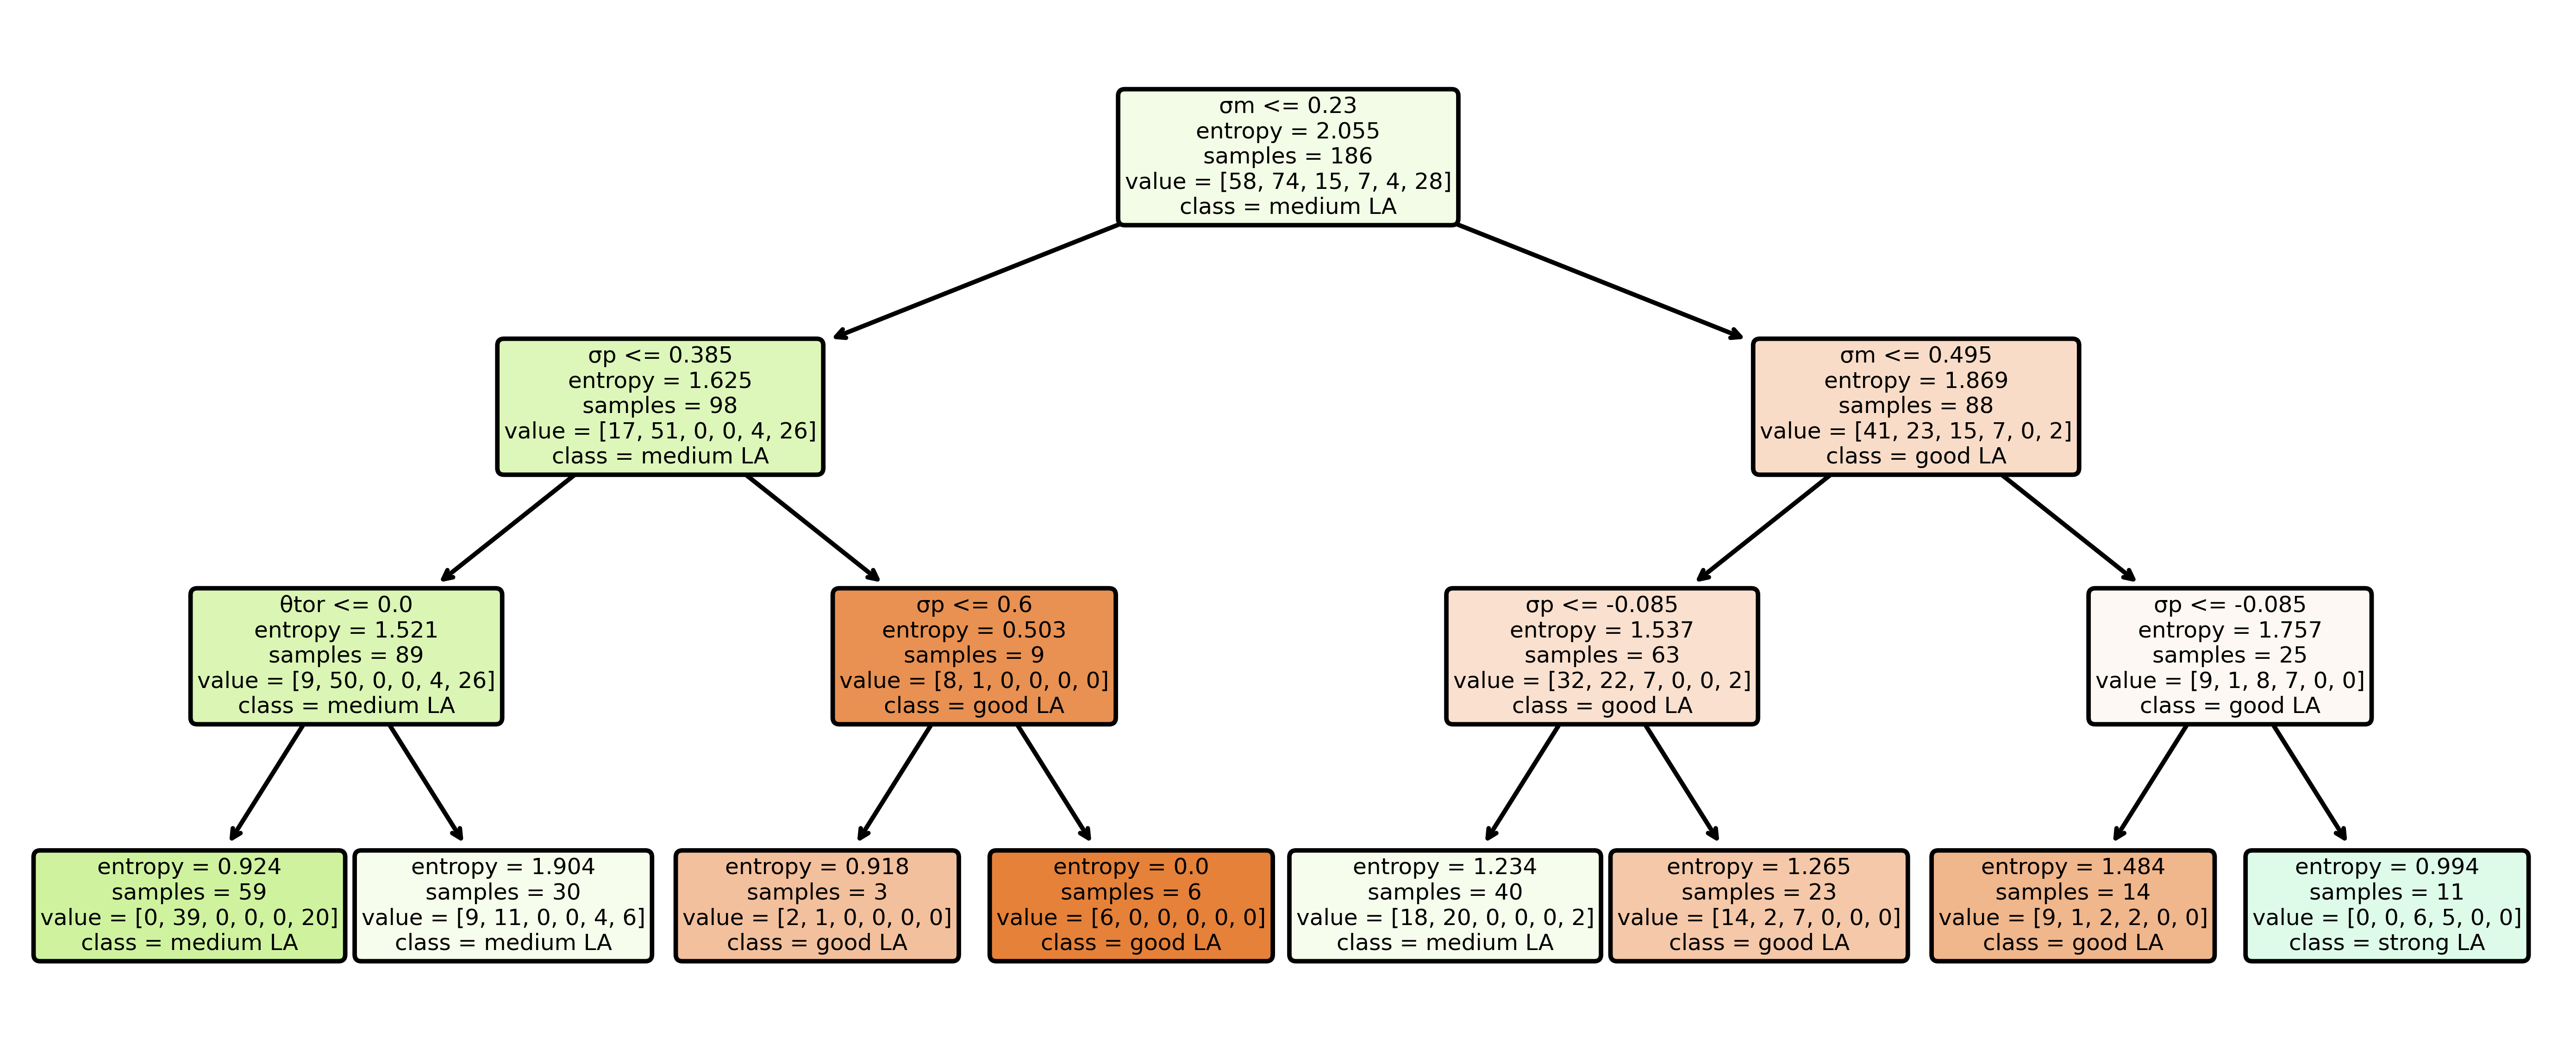 σm <= 0.23
entropy = 2.055
samples = 186
value = [58, 74, 15, 7, 4, 28]
class = medium LA
σp <= 0.385
entropy = 1.625
samples = 98
value = [17, 51, 0, 0, 4, 26]
class = medium LA
σm <= 0.495
entropy = 1.869
samples = 88
value = [41, 23, 15, 7, 0, 2]
class = good LA
θtor <= 0.0
entropy = 1.521
samples = 89
value = [9, 50, 0, 0, 4, 26]
class = medium LA
σp <= 0.6
entropy = 0.503
samples = 9
value = [8, 1, 0, 0, 0, 0]
class = good LA
σp <= -0.085
entropy = 1.537
samples = 63
value = [32, 22, 7, 0, 0, 2]
class = good LA
σp <= -0.085
entropy = 1.757
samples = 25
value = [9, 1, 8, 7, 0, 0]
class = good LA
entropy = 0.924
samples = 59
value = [0, 39, 0, 0, 0, 20]
class = medium LA
entropy = 1.904
samples = 30
value = [9, 11, 0, 0, 4, 6]
class = medium LA
entropy = 0.918
samples = 3
value = [2, 1, 0, 0, 0, 0]
class = good LA
entropy = 0.0
samples = 6
value = [6, 0, 0, 0, 0, 0]
class = good LA
entropy = 1.234
samples = 40
value = [18, 20, 0, 0, 0, 2]
class = medium LA
entropy = 1.265
samples = 23
value = [14, 2, 7, 0, 0, 0]
class = good LA
entropy = 1.484
samples = 14
value = [9, 1, 2, 2, 0, 0]
class = good LA
entropy = 0.994
samples = 11
value = [0, 0, 6, 5, 0, 0]
class = strong LA